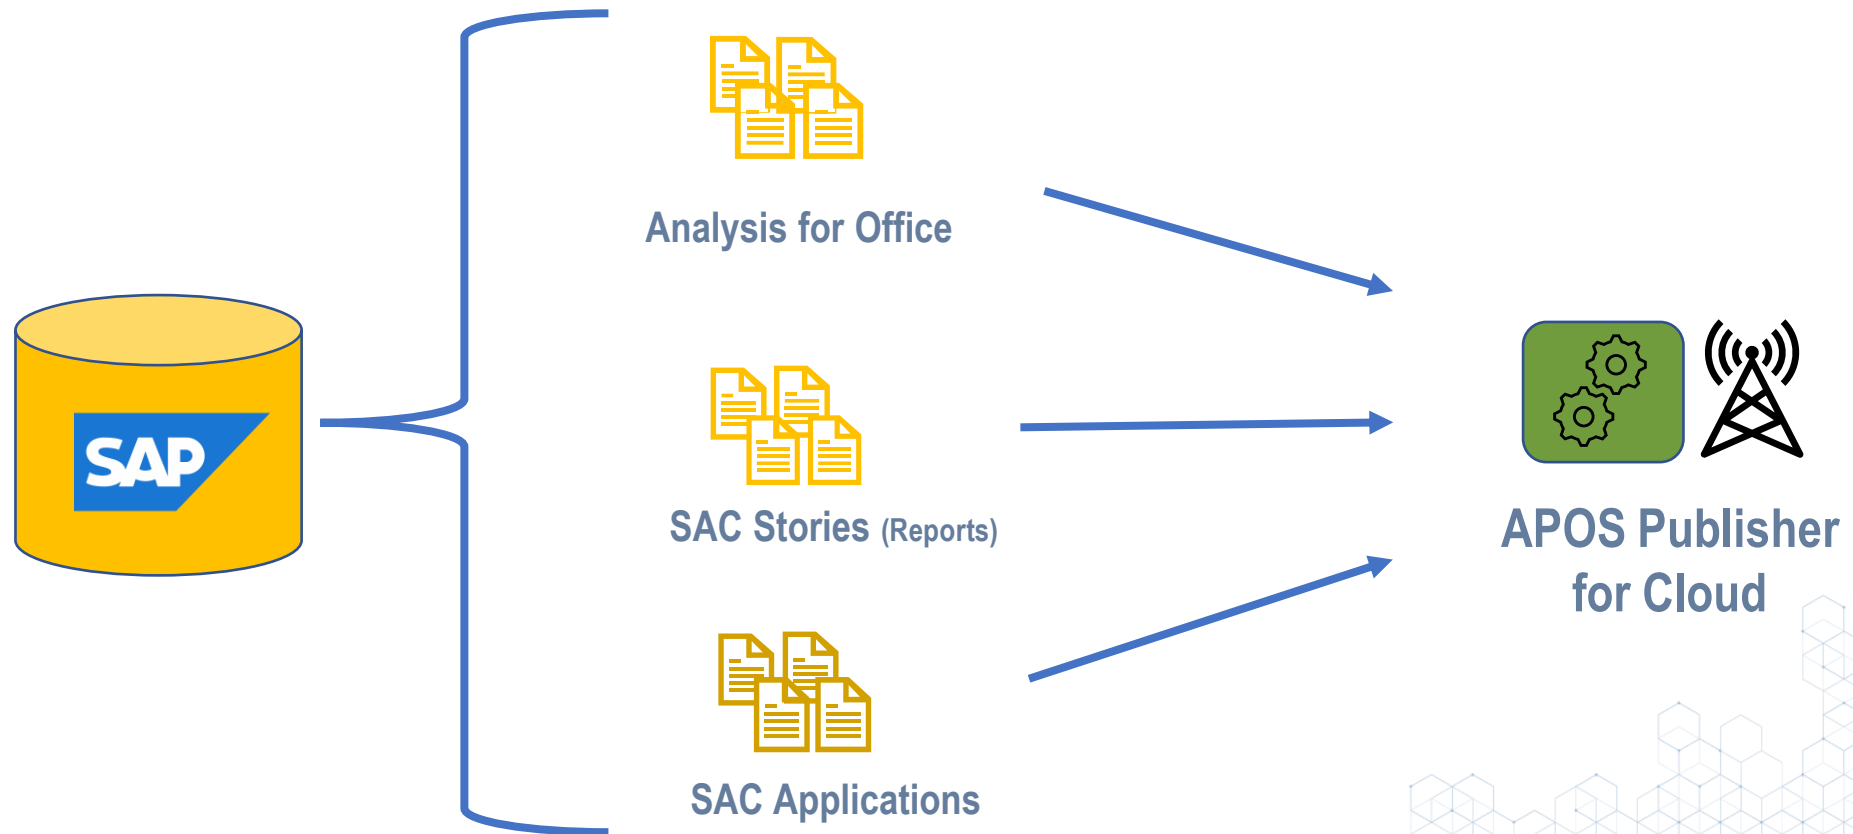 SAP
Analysis for Office
SAC Stories (Reports)
SAC Applications
APOS Publisher
for Cloud